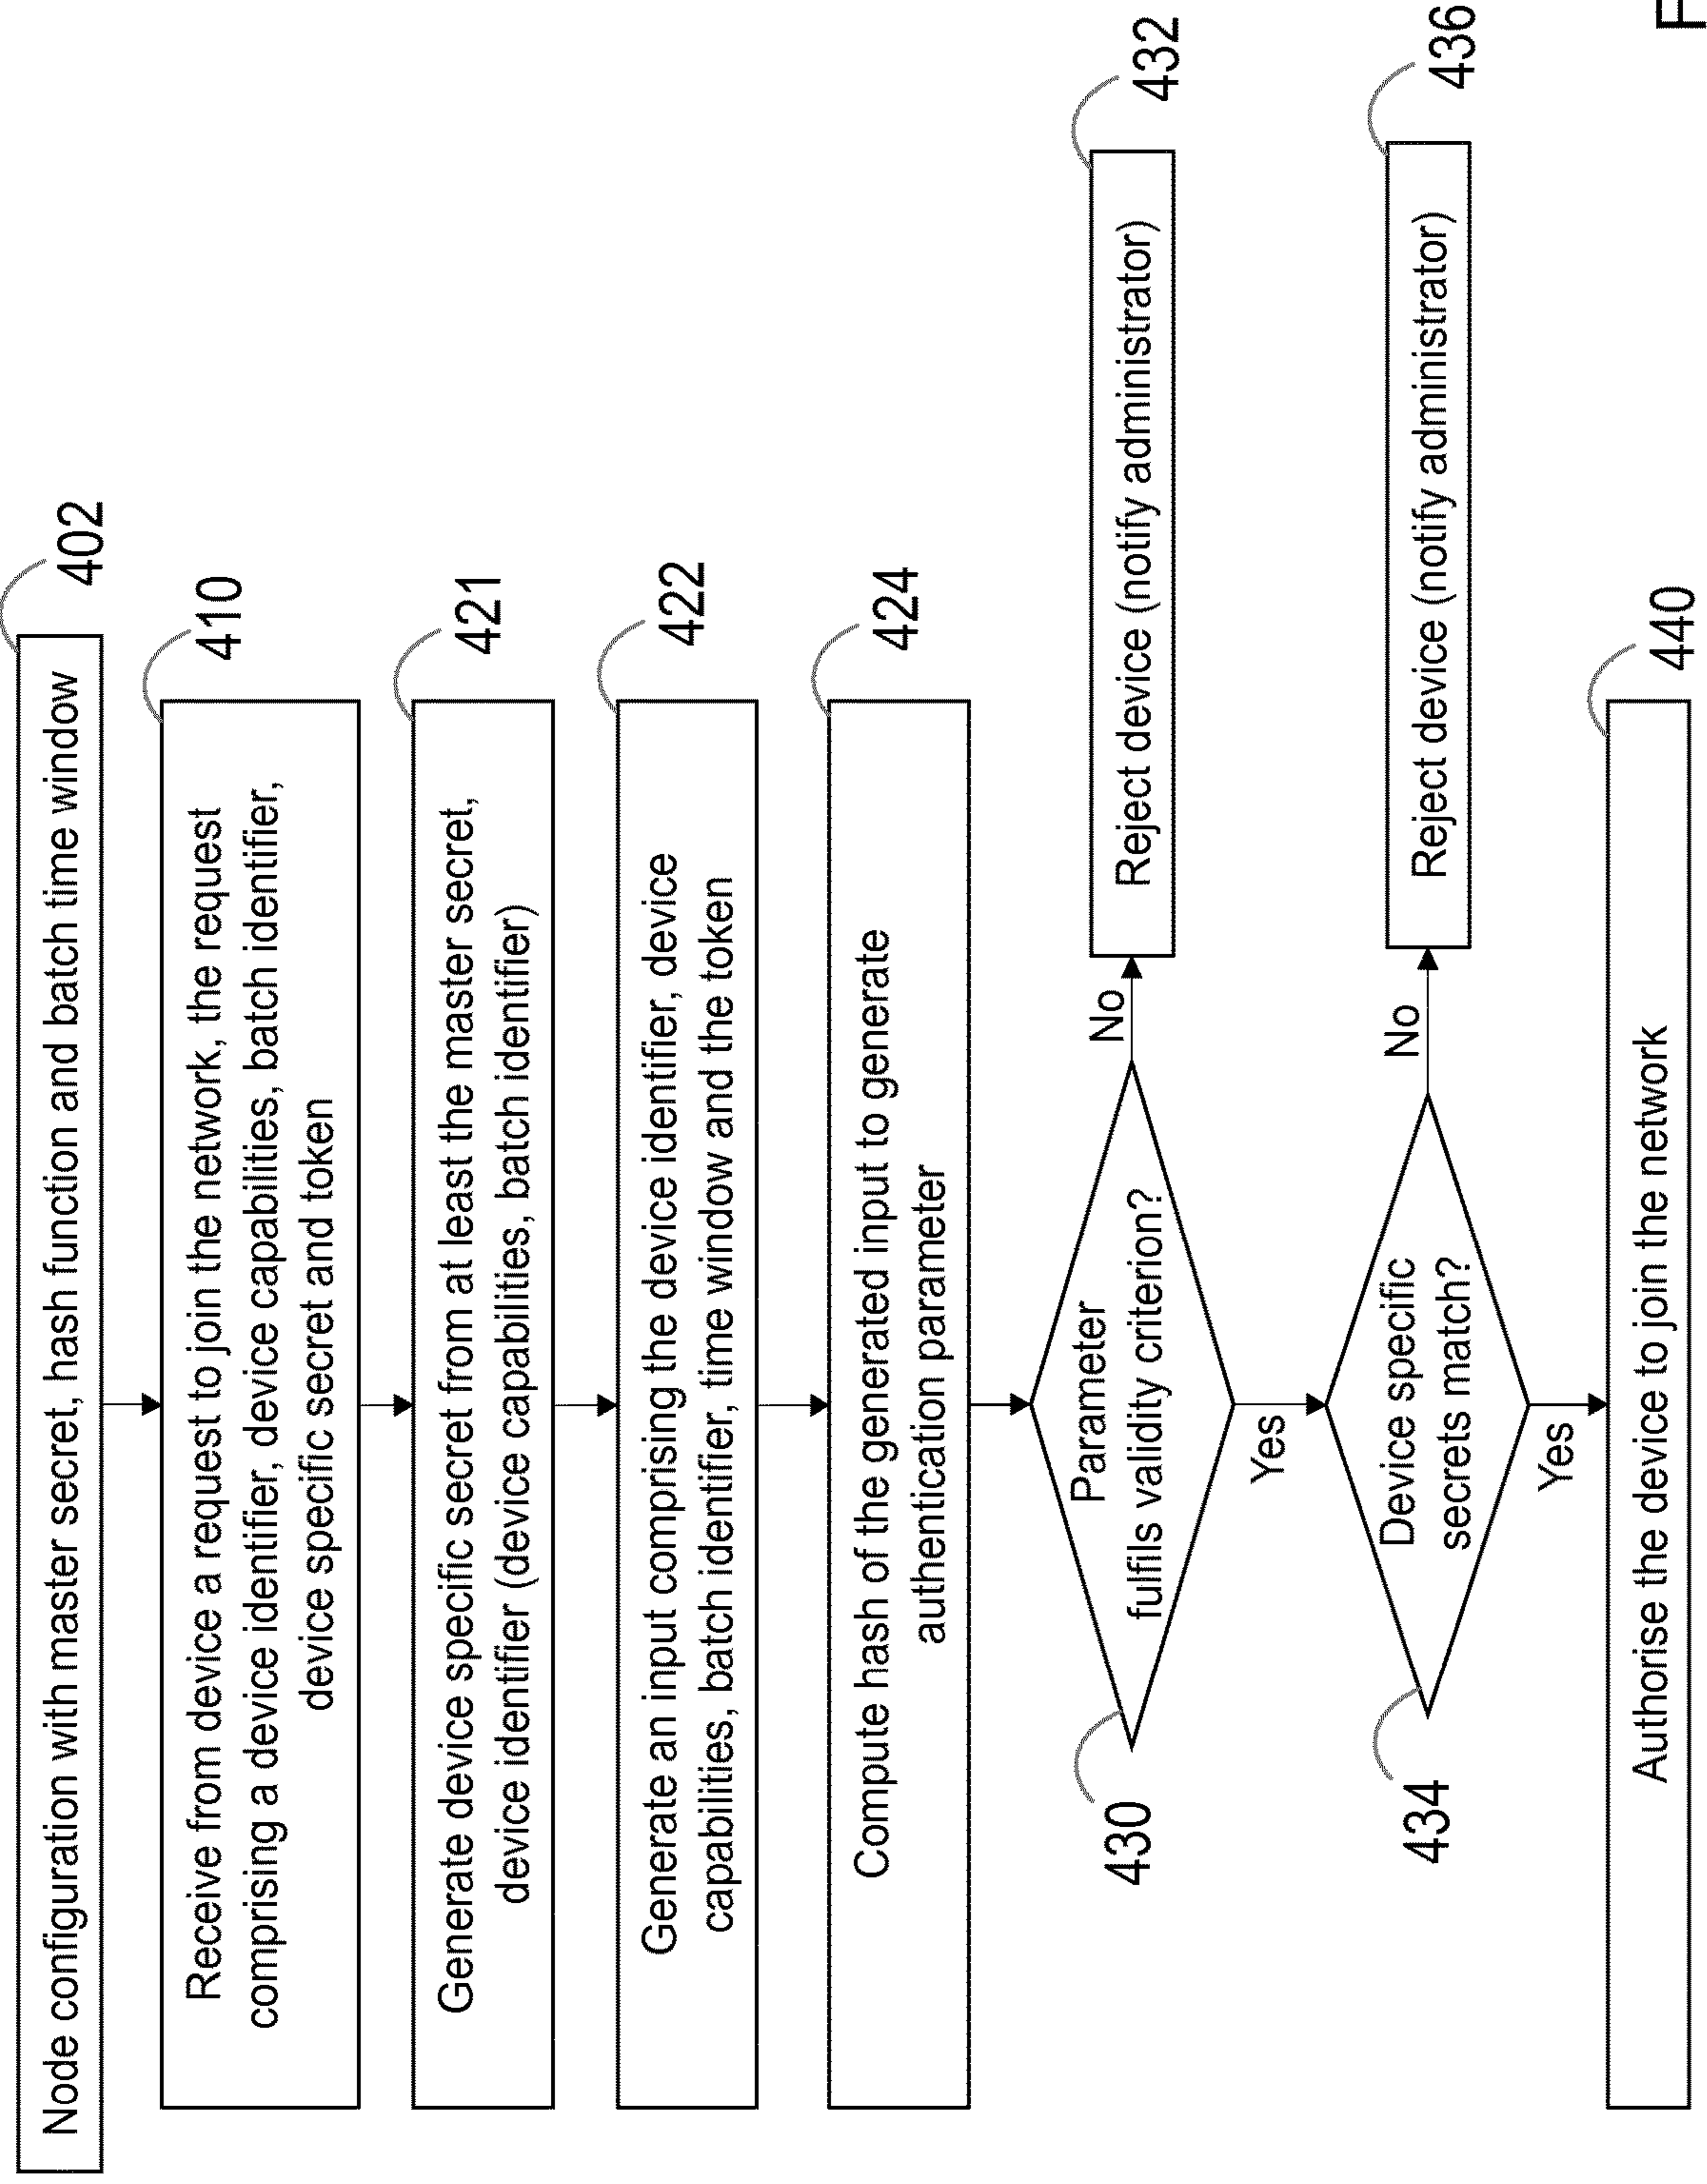 Node configuration with master secret, hash function and batch time window
402
Receive from device a request to join the network, the request
comprising a device identifier, device capabilities, batch identifier,
device specific secret and token
410
Generate device specific secret from at least the master secret,
device identifier (device capabilities, batch identifier)
421
Generate an input comprising the device identifier, device
capabilities, batch identifier, time window and the token
422
Compute hash of the generated input to generate
authentication parameter
424
430
Parameter
fulfils validity criterion?
No
Reject device (notify administrator)
432
Yes
434
Device specific
secrets match?
No
Reject device (notify administrator)
436
Yes
Authorise the device to join the network
440